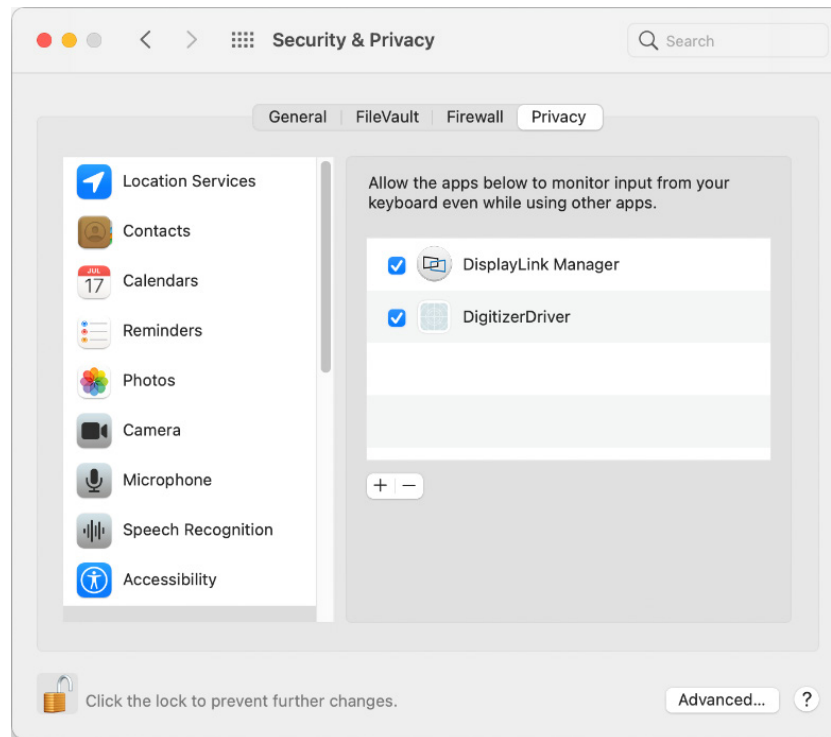 Security & Privacy
Search
General
FileVault
Firewall
Privacy
Location Services
Contacts
JUL
17
Calendars
Reminders
Photos
Camera
Microphone
Speech Recognition
Accessibility
Allow the apps below to monitor input from your
keyboard even while using other apps.
DisplayLink Manager
DigitizerDriver
+ −
Click the lock to prevent further changes.
Advanced...
?